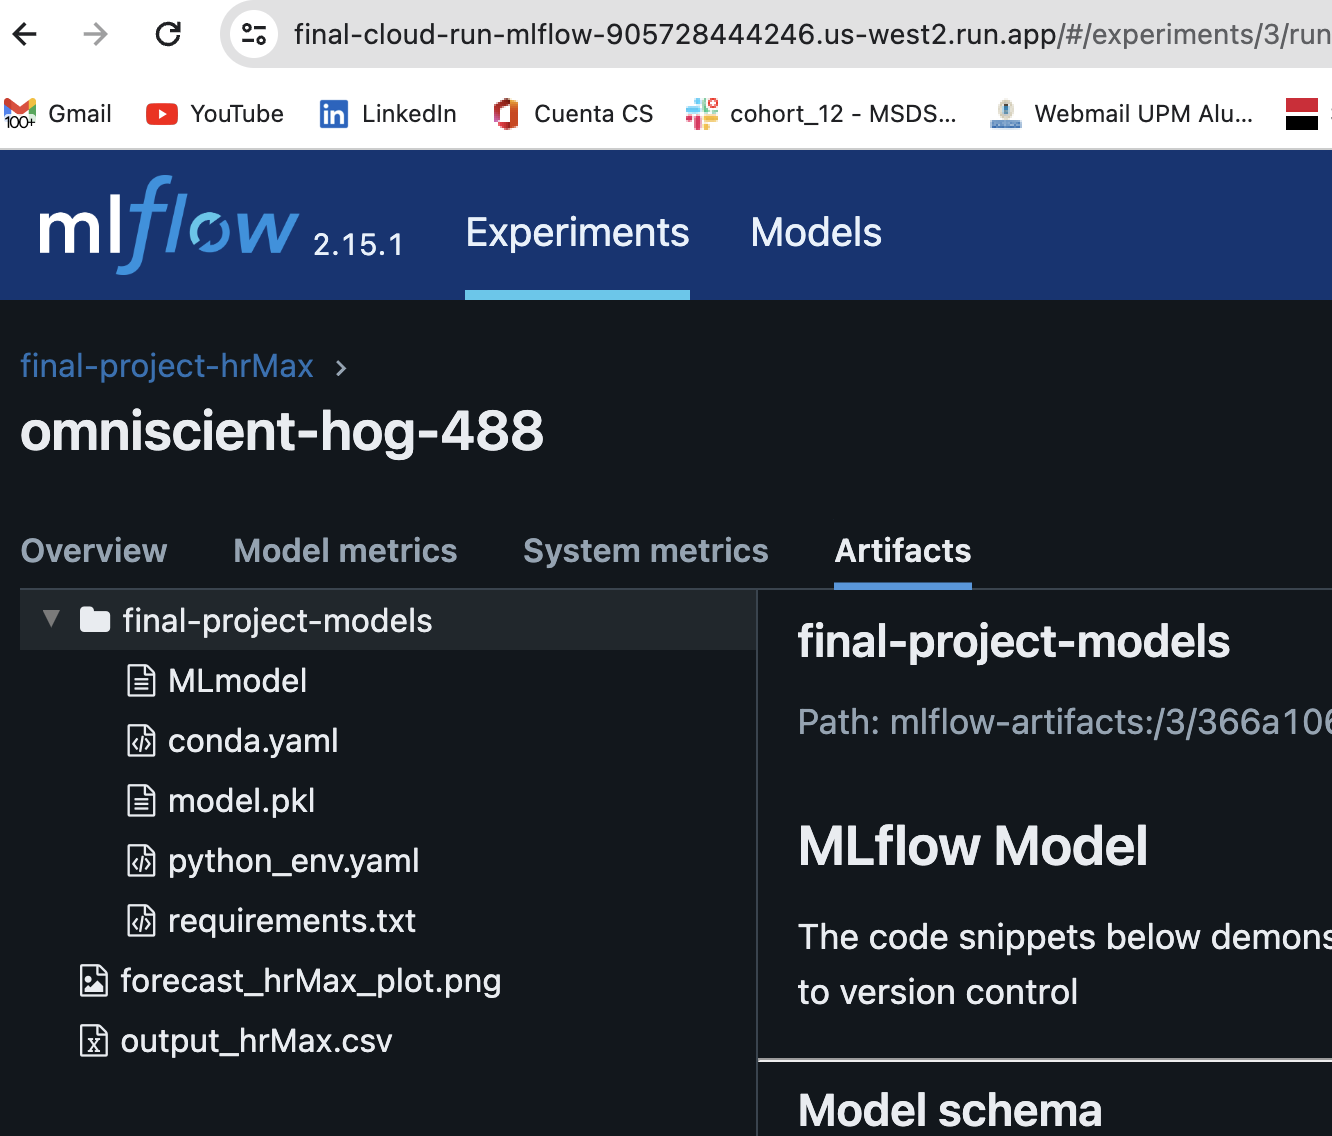 final-cloud-run-mlflow-905728444246.us-west2.run.app/#/experiments/3/run
100+ Gmail YouTube LinkedIn Cuenta CS cohort_12 - MSDS... Webmail UPM Alu...
mlflow 2.15.1 Experiments Models
final-project-hrMax
omniscient-hog-488
Overview Model metrics System metrics Artifacts
final-project-models
MLmodel
conda.yaml
model.pkl
python_env.yaml
requirements.txt
forecast_hrMax_plot.png
output_hrMax.csv
final-project-models
Path: mlflow-artifacts:/3/366a106
MLflow Model
The code snippets below demons
to version control
Model schema